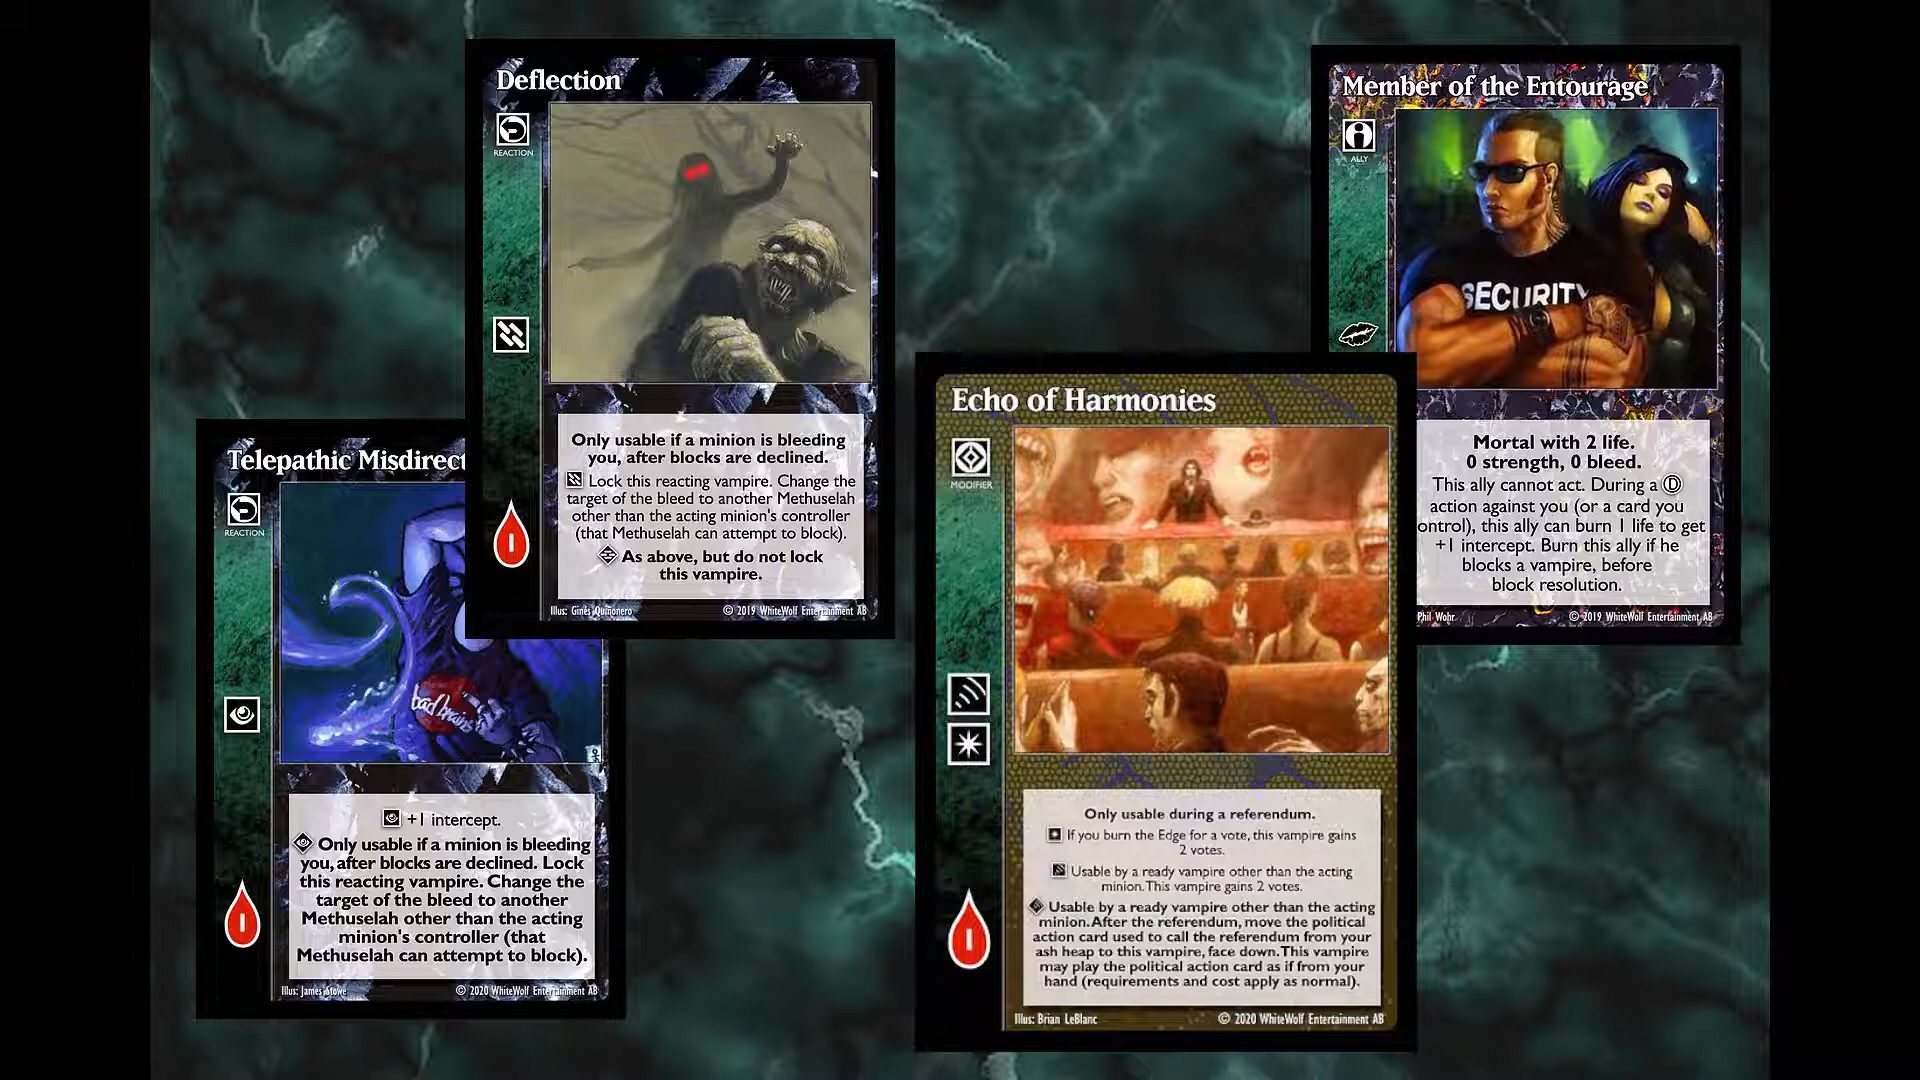 Deflection
REACTION
Only usable if a minion is bleeding
you, after blocks are declined.
Lock this reacting vampire. Change the
target of the bleed to another Methuselah
other than the acting minion's controller
(that Methuselah can attempt to block).
As above, but do not lock
this vampire.
1
Illus: Ginés Quiñonero
© 2019 WhiteWolf Entertainment AB
Member of the Entourage
ALLY
SECURITY
Mortal with 2 life.
0 strength, 0 bleed.
This ally cannot act. During a D
action against you (or a card you
ontrol), this ally can burn 1 life to get
+1 intercept. Burn this ally if he
blocks a vampire, before
block resolution.
Phil Wohr
© 2019 WhiteWolf Entertainment AB
Telepathic Misdirect
REACTION
bad brains
+1 intercept.
Only usable if a minion is bleeding
you, after blocks are declined. Lock
this reacting vampire. Change the
target of the bleed to another
Methuselah other than the acting
minion's controller (that
Methuselah can attempt to block).
1
Illus: James Stowe
© 2020 WhiteWolf Entertainment AB
Echo of Harmonies
MODIFIER
Only usable during a referendum.
If you burn the Edge for a vote, this vampire gains
2 votes.
Usable by a ready vampire other than the acting
minion. This vampire gains 2 votes.
Usable by a ready vampire other than the acting
minion. After the referendum, move the political
action card used to call the referendum from your
ash heap to this vampire, face down. This vampire
may play the political action card as if from your
hand (requirements and cost apply as normal).
1
Illus: Brian LeBlanc
© 2020 WhiteWolf Entertainment AB